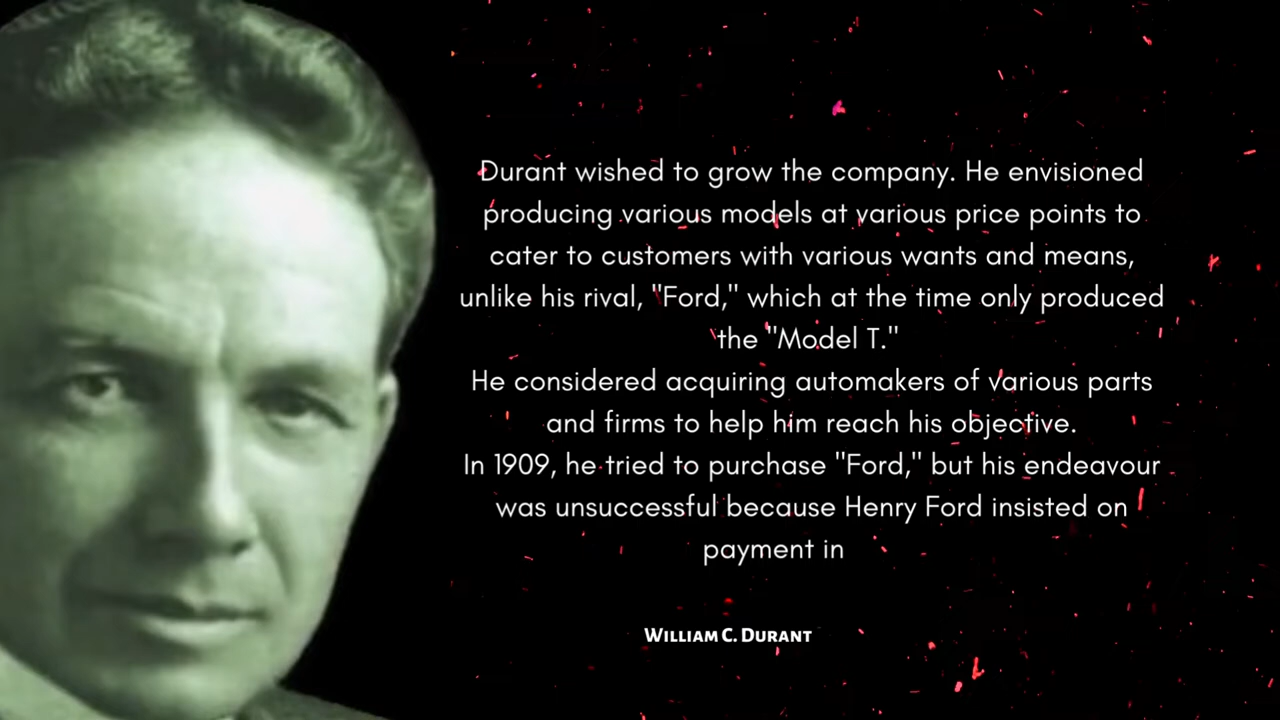 Durant wished to grow the company. He envisioned
producing various models at various price points to
cater to customers with various wants and means,
unlike his rival, "Ford," which at the time only produced
the "Model T."
He considered acquiring automakers of various parts
and firms to help him reach his objective.
In 1909, he tried to purchase "Ford," but his endeavour
was unsuccessful because Henry Ford insisted on
payment in
William C. Durant